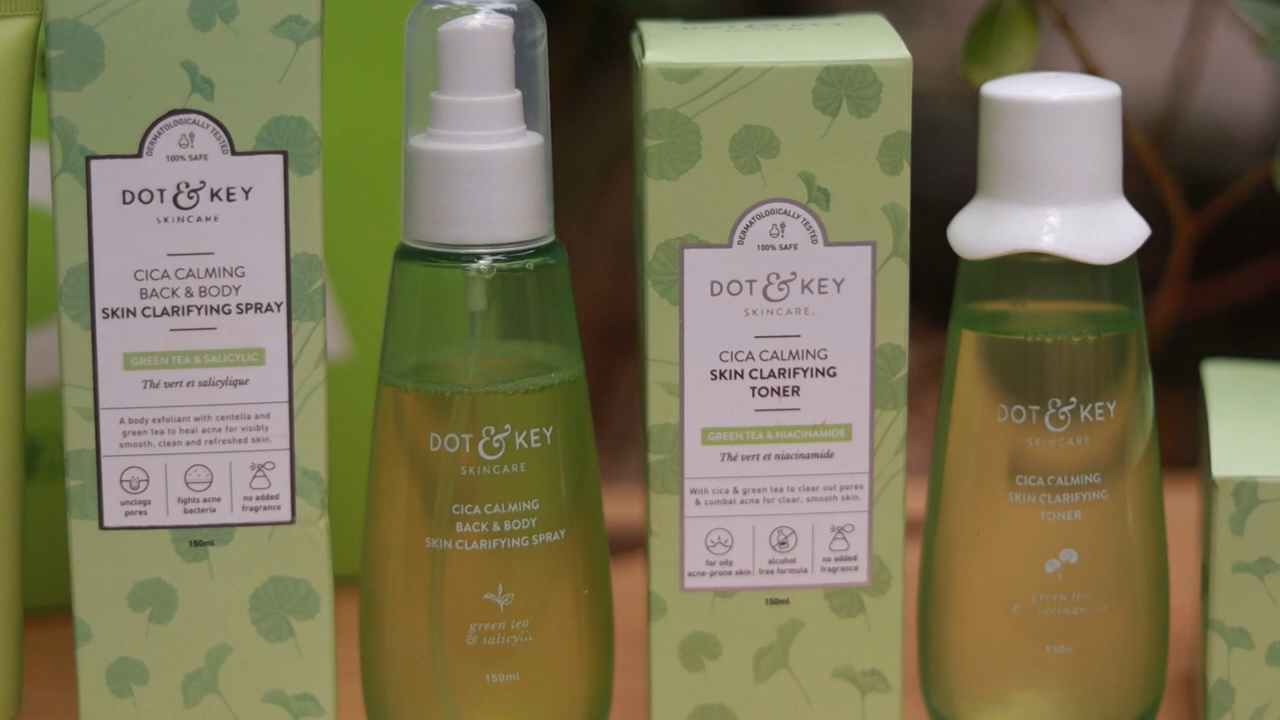 DERMATOLOGICALLY TESTED
100% SAFE
DOT & KEY
SKINCARE
CICA CALMING
BACK & BODY
SKIN CLARIFYING SPRAY
GREEN TEA & SALICYLIC
Thé vert et salicylique
A body exfoliant with centella and
green tea to heal acne for visibly
smooth, clean and refreshed skin.
unclogs
pores
fights acne
bacteria
no added
fragrance
150ml
DOT & KEY
SKINCARE
CICA CALMING
BACK & BODY
SKIN CLARIFYING SPRAY
green tea
& salicylic
150ml
DERMATOLOGICALLY TESTED
100% SAFE
DOT & KEY
SKINCARE.
CICA CALMING
SKIN CLARIFYING
TONER
GREEN TEA & NIACINAMIDE
Thé vert et niacinamide
With cica & green tea to clear out pores
& combat acne for clear, smooth skin.
for oily
acne-prone skin
alcohol
free formula
no added
fragrance
150ml
DOT & KEY
SKINCARE
CICA CALMING
SKIN CLARIFYING
TONER
green tea
& niacinamide
150ml